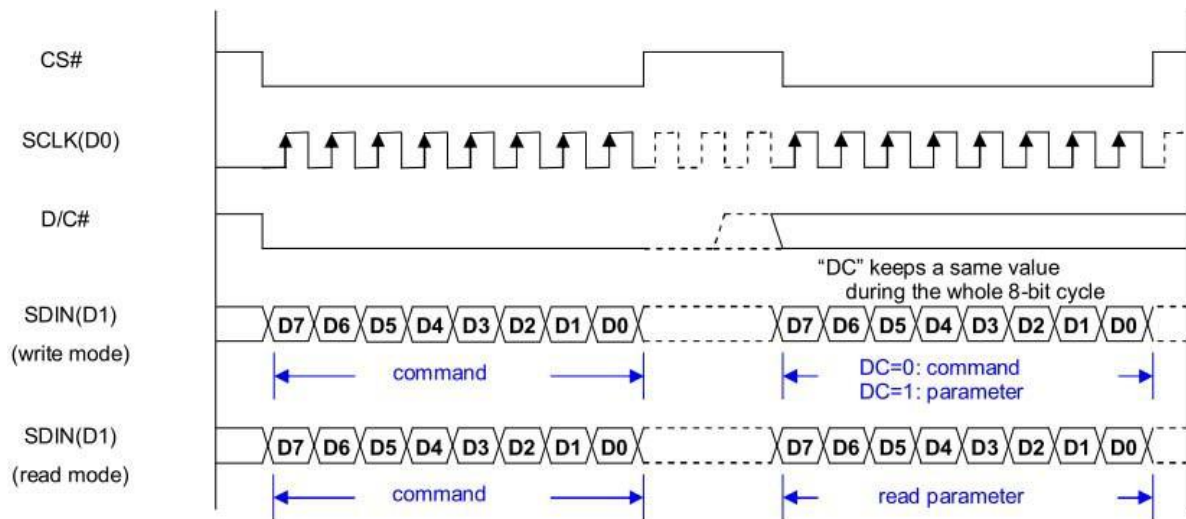 CS#
SCLK(D0)
D/C#
"DC" keeps a same value
during the whole 8-bit cycle
SDIN(D1)
(write mode)
D7 D6 D5 D4 D3 D2 D1 D0 D7 D6 D5 D4 D3 D2 D1 D0
command
DC=0: command
DC=1: parameter
SDIN(D1)
(read mode)
D7 D6 D5 D4 D3 D2 D1 D0 D7 D6 D5 D4 D3 D2 D1 D0
command
read parameter